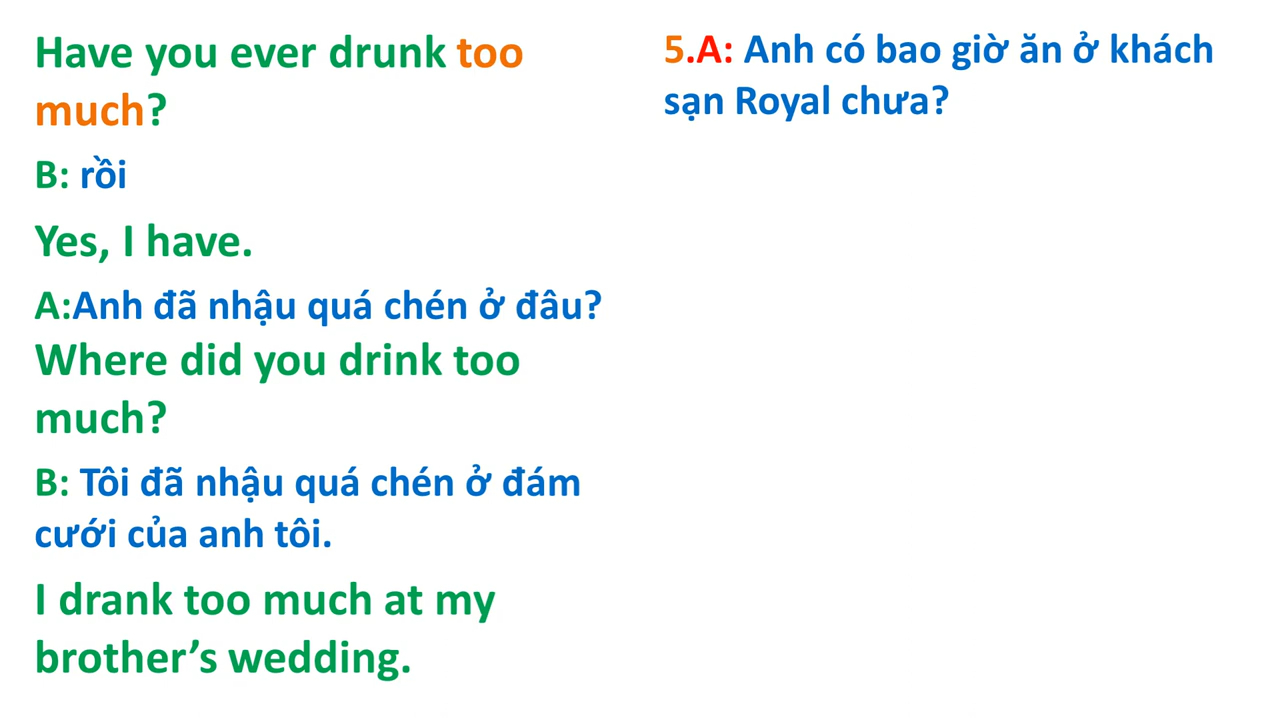 Have you ever drunk too
much?
B: rồi
Yes, I have.
A:Anh đã nhậu quá chén ở đâu?
Where did you drink too
much?
B: Tôi đã nhậu quá chén ở đám
cưới của anh tôi.
I drank too much at my
brother’s wedding.
5.A: Anh có bao giờ ăn ở khách
sạn Royal chưa?